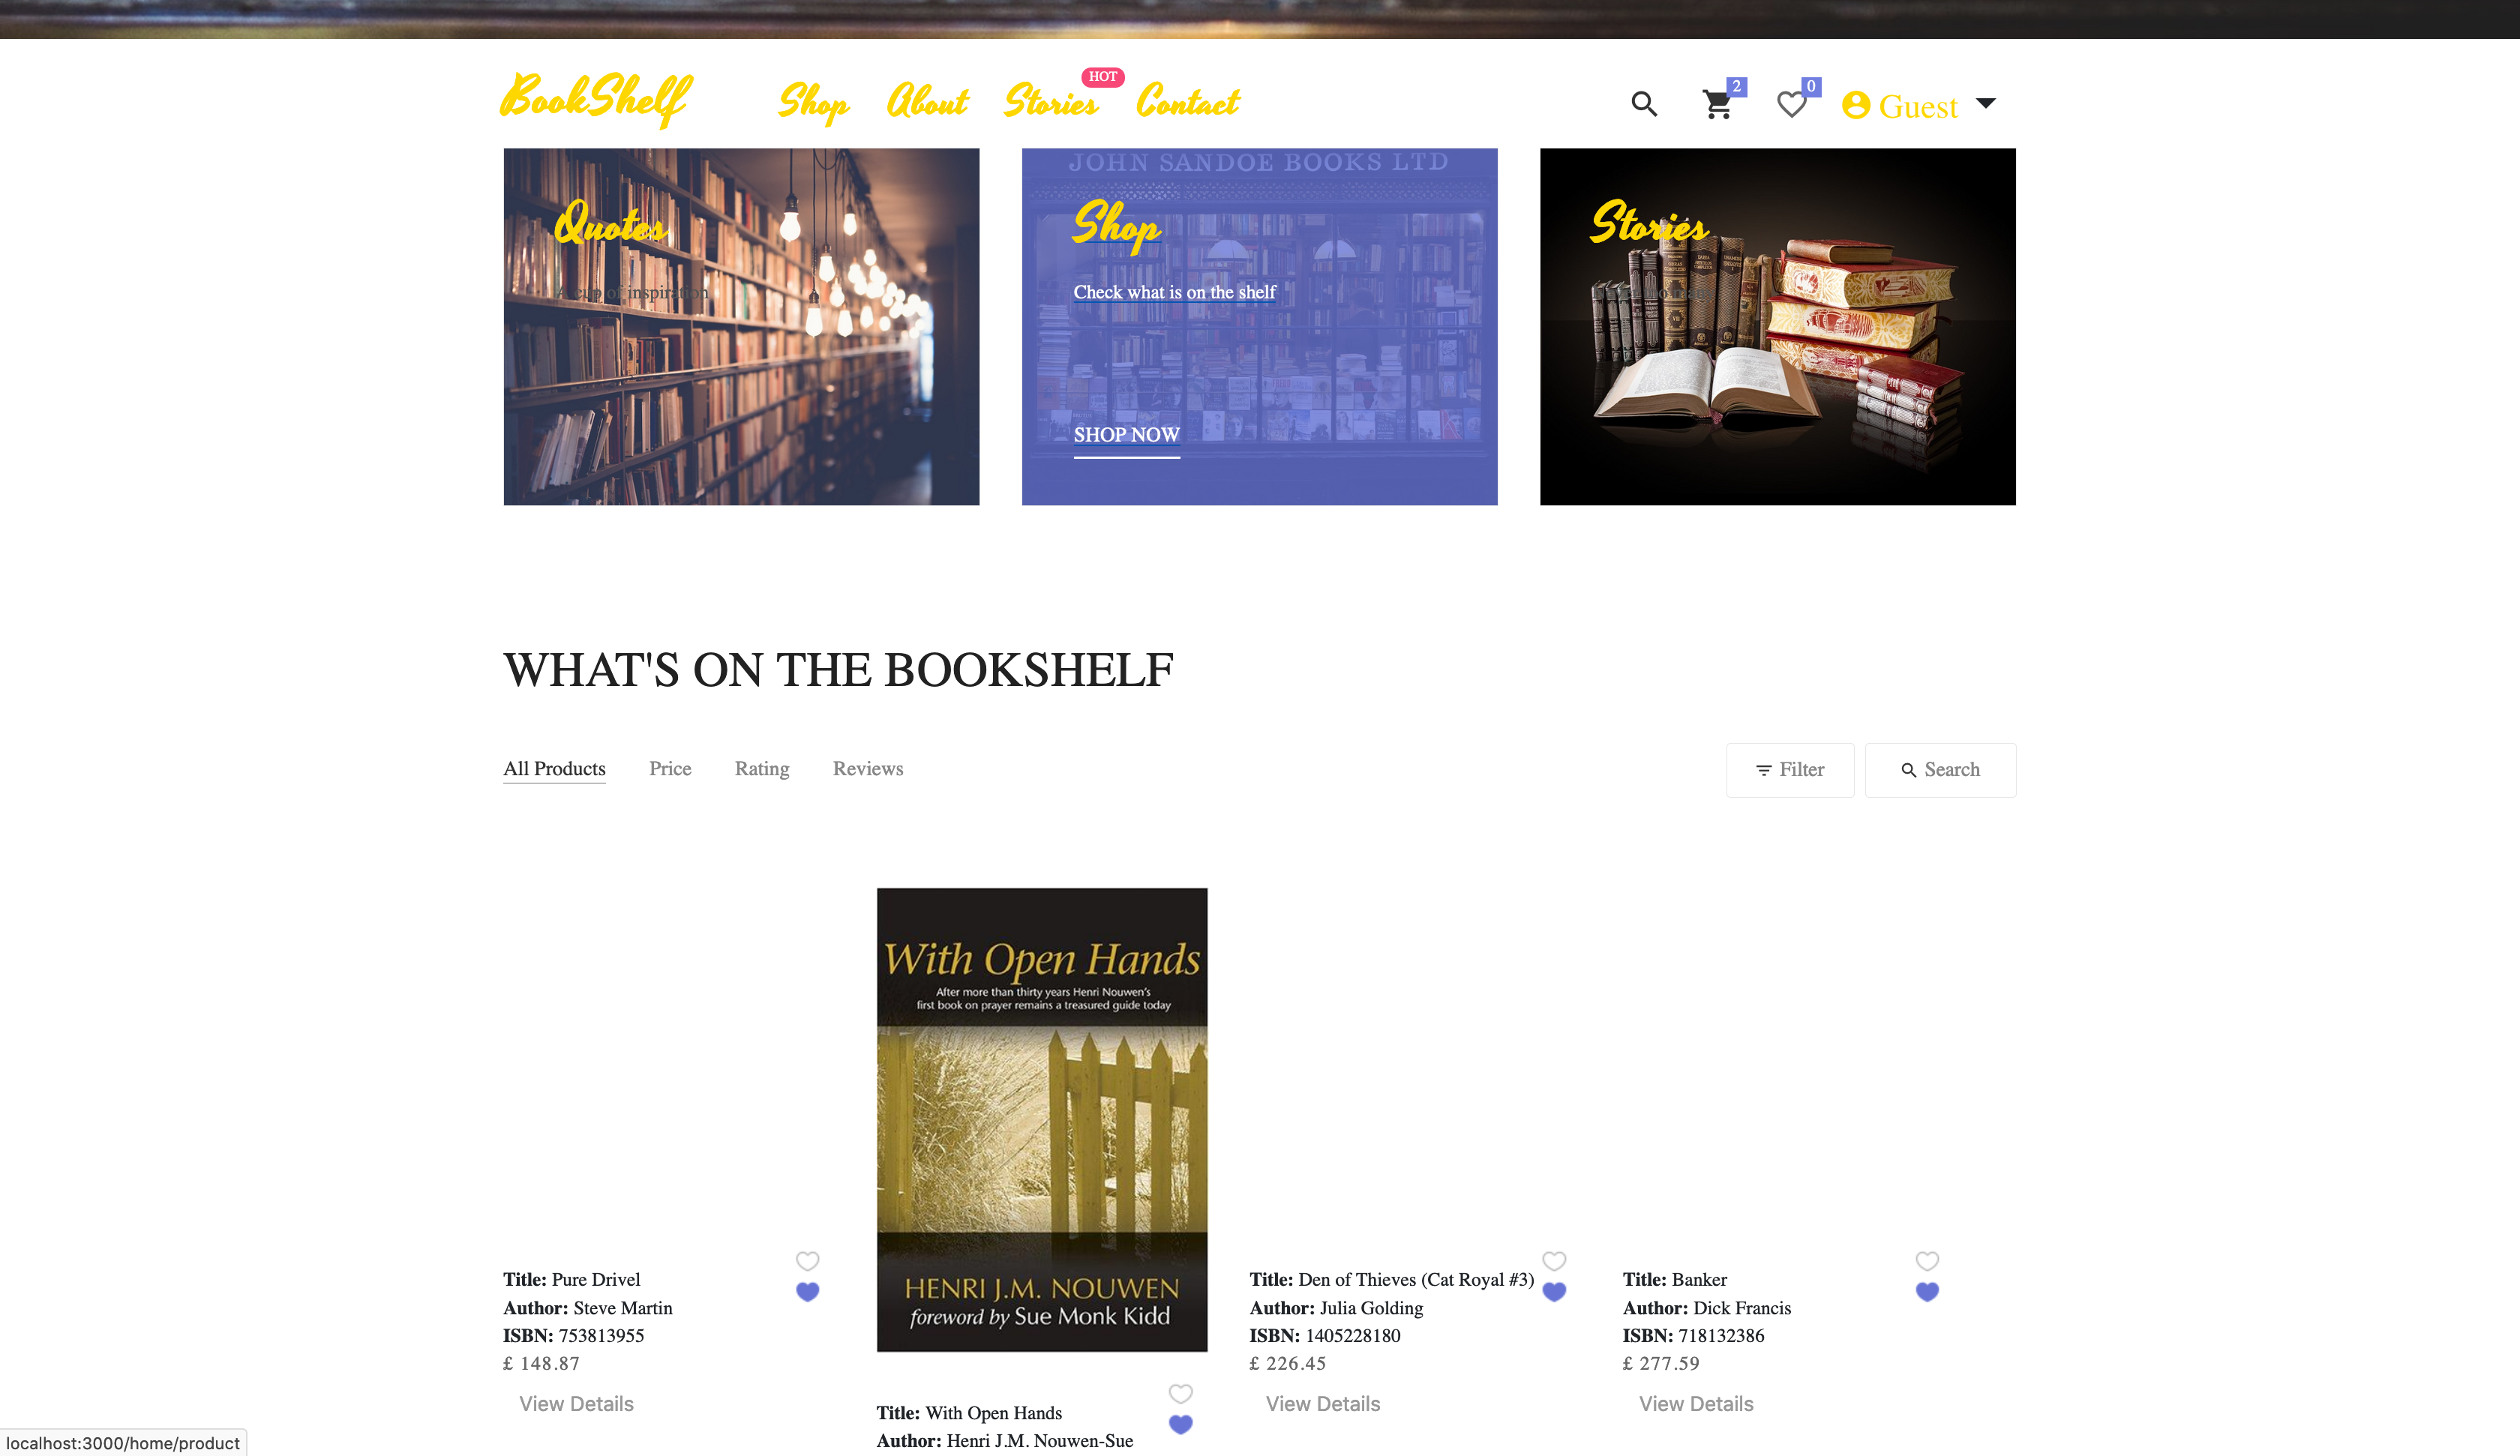 BookShelf
Shop
About
Stories
HOT
Contact
2
0
Guest
Quotes
A cup of inspiration
JOHN SANDOE BOOKS LTD
Shop
Check what is on the shelf
SHOP NOW
Stories
WHAT'S ON THE BOOKSHELF
All Products
Price
Rating
Reviews
Filter
Search
With Open Hands
After more than thirty years Henri Nouwen's
first book on prayer remains a treasured guide today
HENRI J.M. NOUWEN
foreword by Sue Monk Kidd
Title: Pure Drivel
Author: Steve Martin
ISBN: 753813955
£ 148.87
View Details
Title: With Open Hands
Author: Henri J.M. Nouwen-Sue
Title: Den of Thieves (Cat Royal #3)
Author: Julia Golding
ISBN: 1405228180
£ 226.45
View Details
Title: Banker
Author: Dick Francis
ISBN: 718132386
£ 277.59
View Details
localhost:3000/home/product